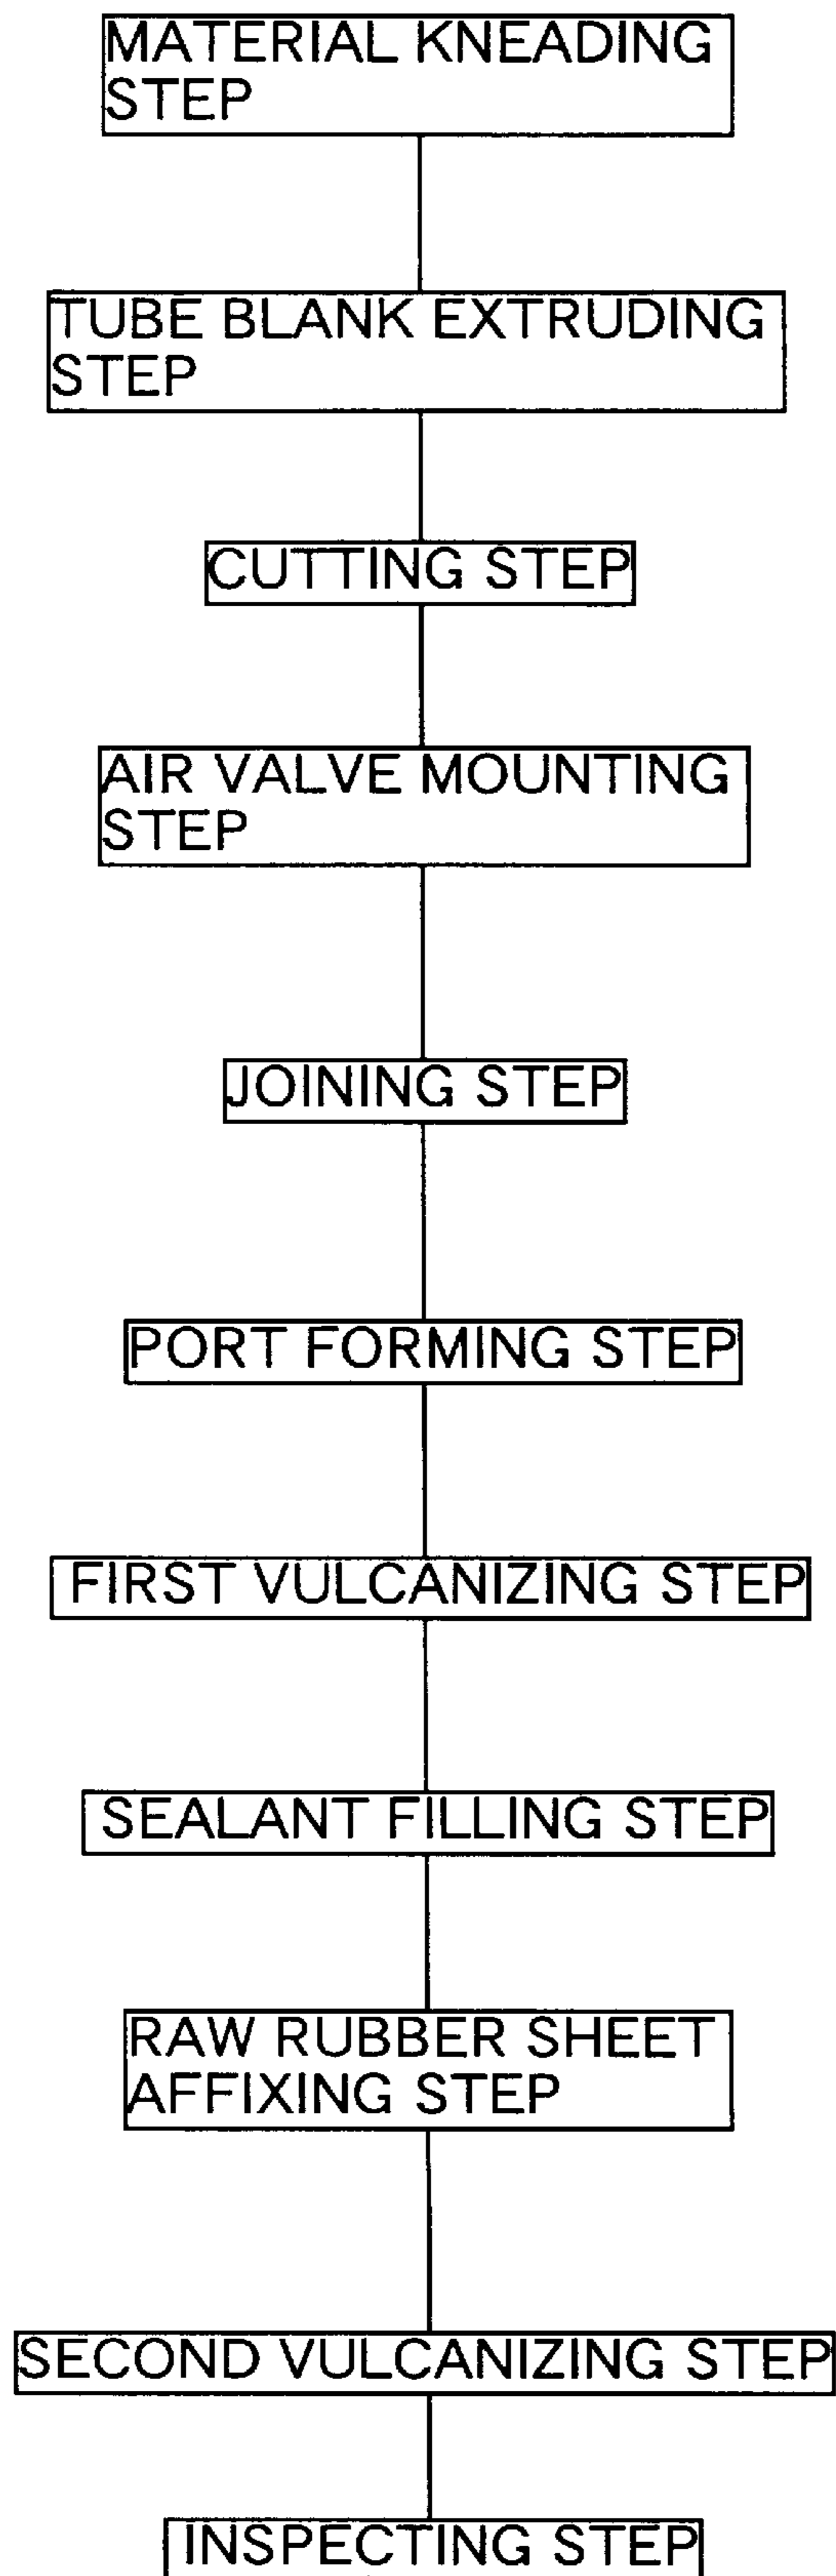 MATERIAL KNEADING
STEP
TUBE BLANK EXTRUDING
STEP
CUTTING STEP
AIR VALVE MOUNTING
STEP
JOINING STEP
PORT FORMING STEP
FIRST VULCANIZING STEP
SEALANT FILLING STEP
RAW RUBBER SHEET
AFFIXING STEP
SECOND VULCANIZING STEP
INSPECTING STEP